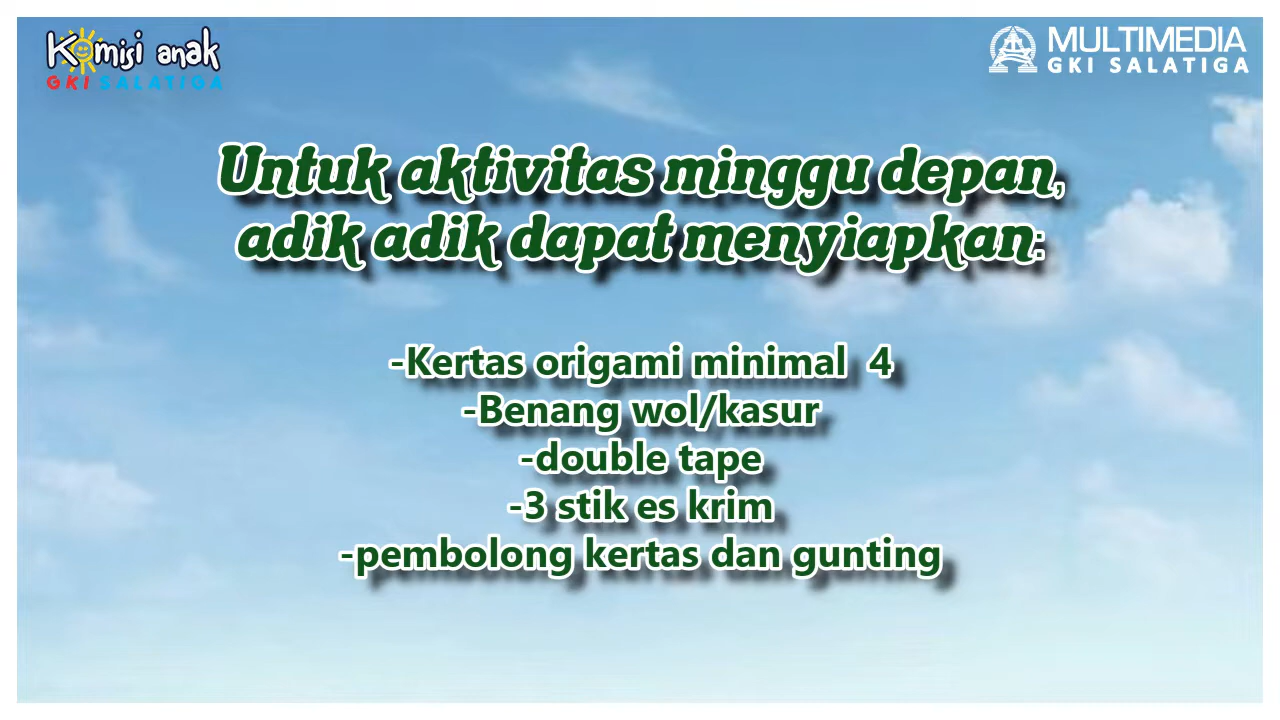 Komisi anak
GKI SALATIGA
MULTIMEDIA
GKI SALATIGA
Untuk aktivitas minggu depan,
adik adik dapat menyiapkan:
-Kertas origami minimal  4
-Benang wol/kasur
-double tape
-3 stik es krim
-pembolong kertas dan gunting